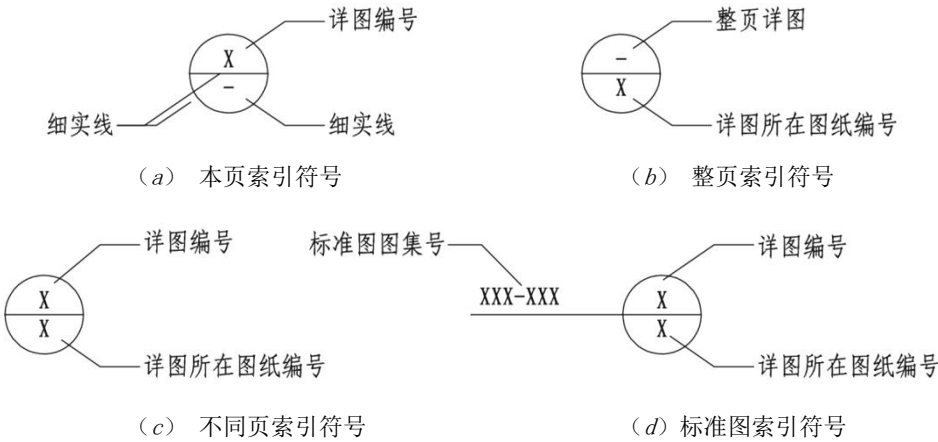 详图编号
X
-
细实线
细实线
(a) 本页索引符号
整页详图
-
X
详图所在图纸编号
(b) 整页索引符号
详图编号
X
X
详图所在图纸编号
(c) 不同页索引符号
标准图图集号
XXX-XXX
详图编号
X
X
详图所在图纸编号
(d)标准图索引符号